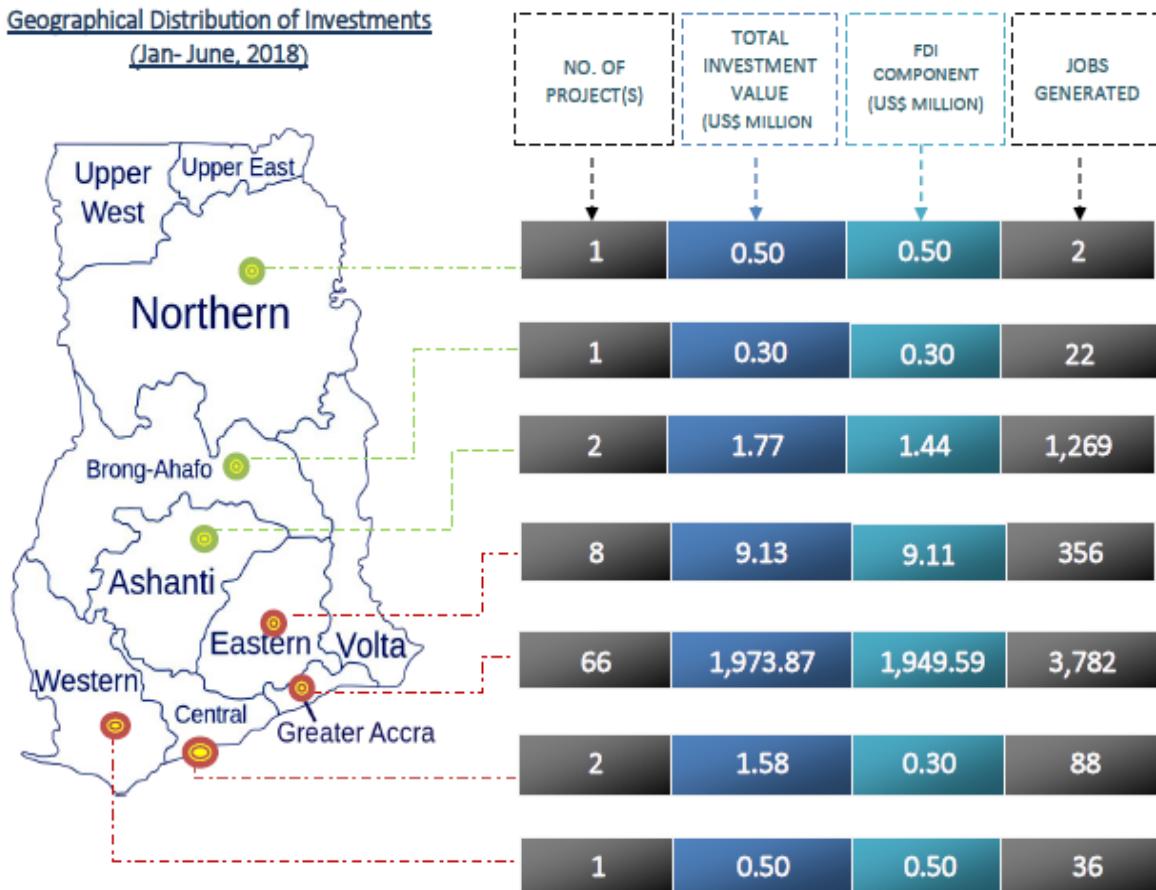 Geographical Distribution of Investments
(Jan- June, 2018)
NO. OF
PROJECT(S)
TOTAL
INVESTMENT
VALUE
(US$ MILLION
FDI
COMPONENT
(US$ MILLION)
JOBS
GENERATED
Upper
West
Upper East
Northern
Brong-Ahafo
Ashanti
Eastern
Volta
Western
Central
Greater Accra
1 0.50 0.50 2
1 0.30 0.30 22
2 1.77 1.44 1,269
8 9.13 9.11 356
66 1,973.87 1,949.59 3,782
2 1.58 0.30 88
1 0.50 0.50 36